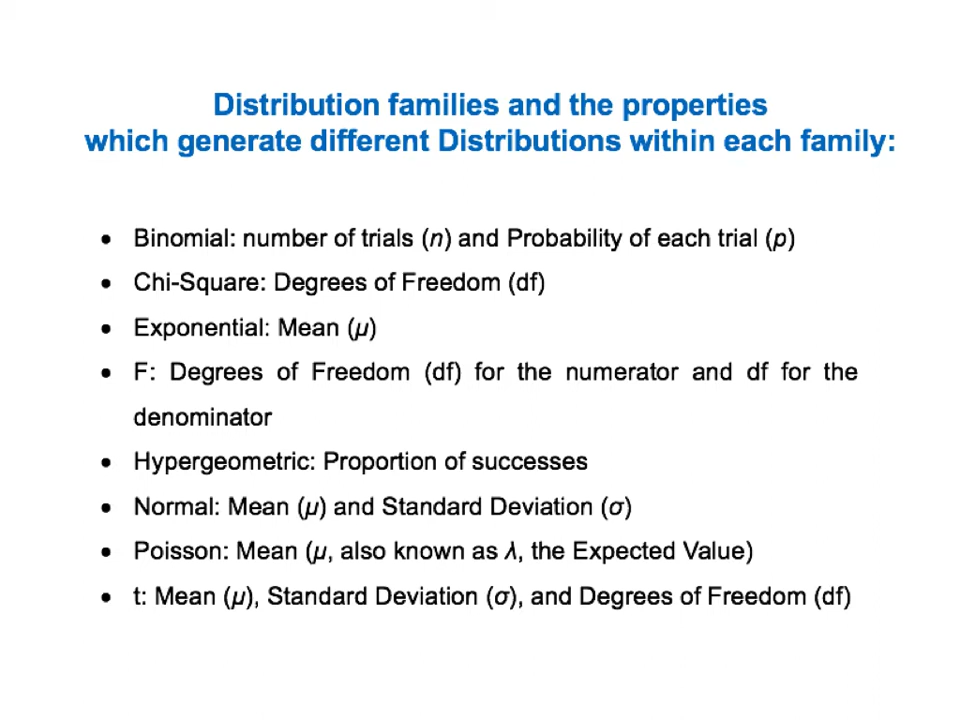 Distribution families and the properties
which generate different Distributions within each family:
• Binomial: number of trials (n) and Probability of each trial (p)
• Chi-Square: Degrees of Freedom (df)
• Exponential: Mean (μ)
• F: Degrees of Freedom (df) for the numerator and df for the
denominator
• Hypergeometric: Proportion of successes
• Normal: Mean (μ) and Standard Deviation (σ)
• Poisson: Mean (μ, also known as λ, the Expected Value)
• t: Mean (μ), Standard Deviation (σ), and Degrees of Freedom (df)